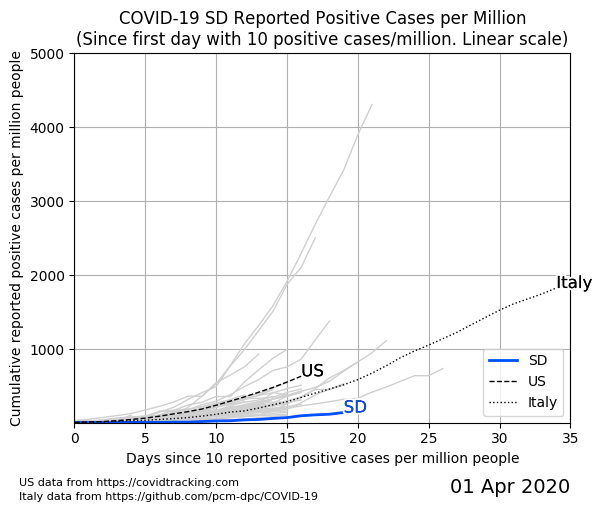 COVID-19 SD Reported Positive Cases per Million
(Since first day with 10 positive cases/million. Linear scale)
Cumulative reported positive cases per million people
5000
4000
3000
2000
1000
Italy
US
SD
SD
US
Italy
0 5 10 15 20 25 30 35
Days since 10 reported positive cases per million people
US data from https://covidtracking.com
Italy data from https://github.com/pcm-dpc/COVID-19
01 Apr 2020